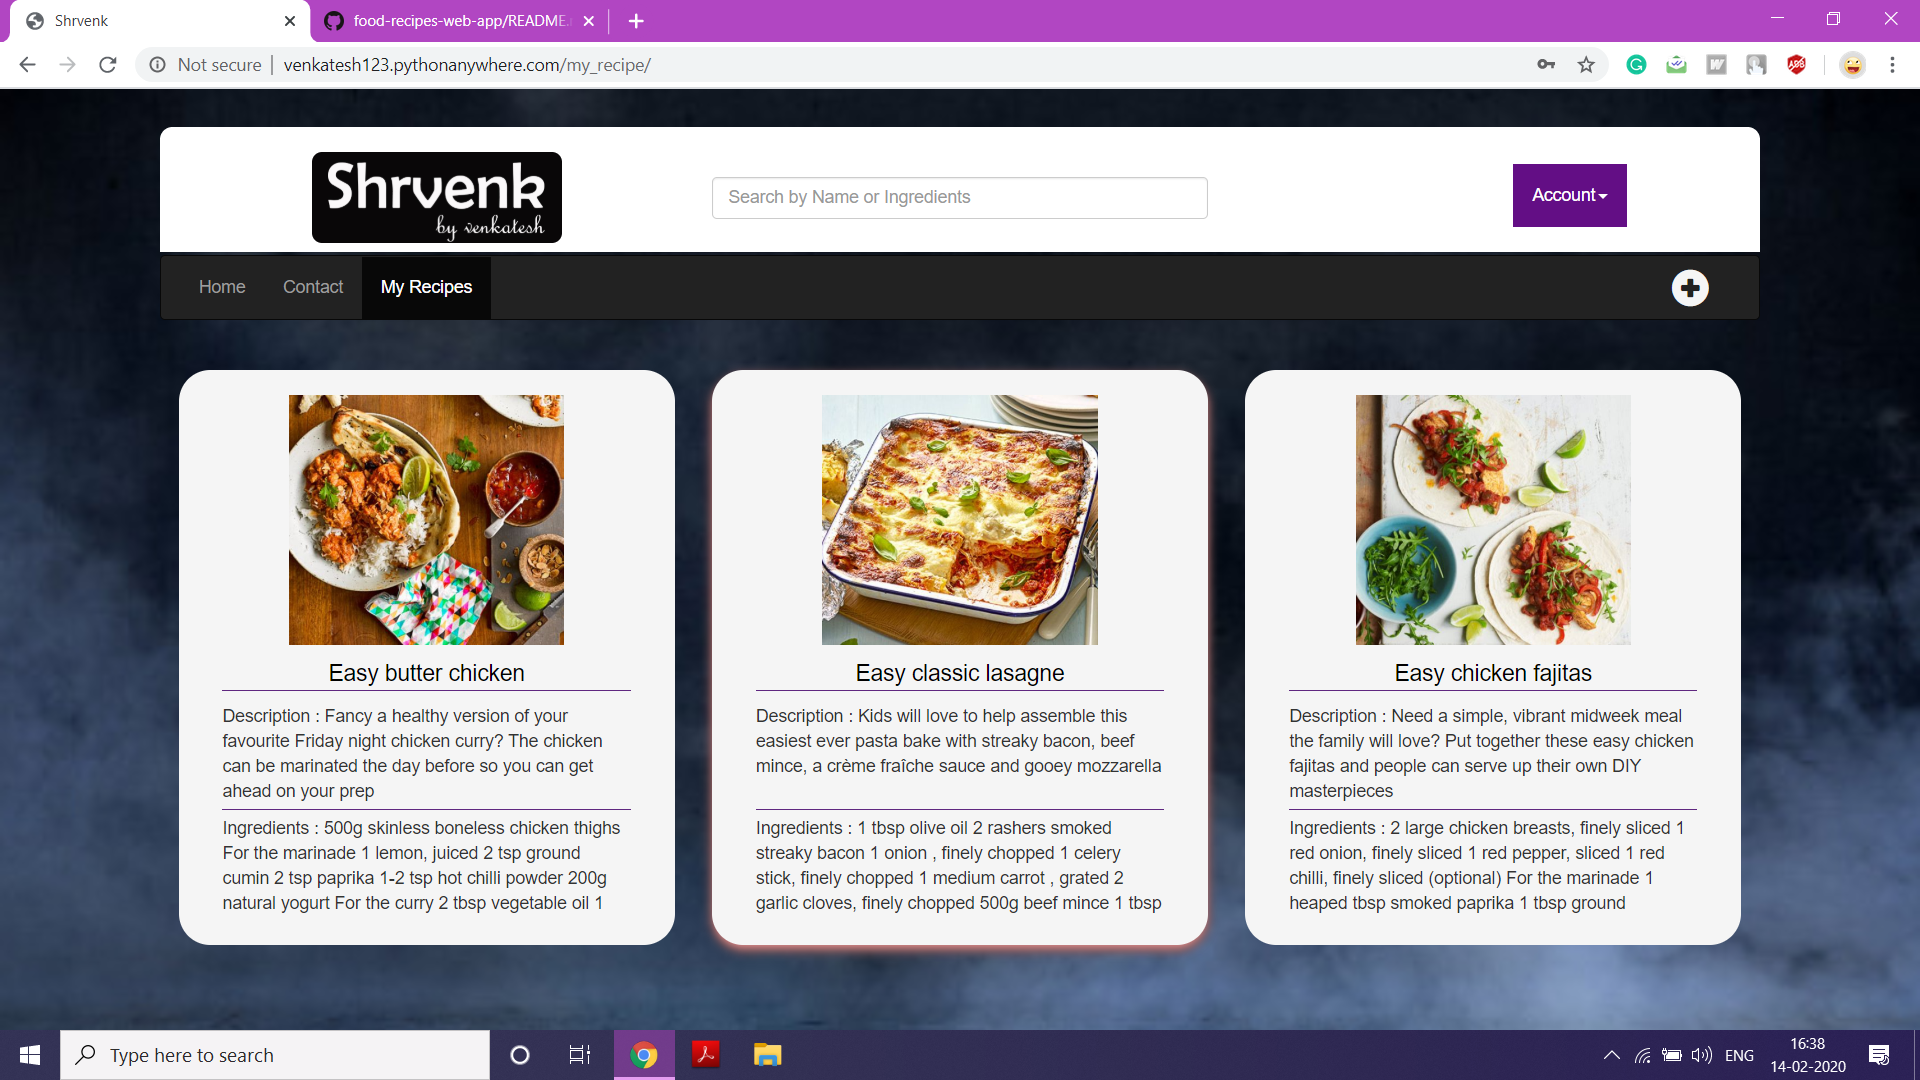 Shrvenk
food-recipes-web-app/README.
Not secure | venkatesh123.pythonanywhere.com/my_recipe/
Shrvenk
by venkatesh
Search by Name or Ingredients
Account
Home
Contact
My Recipes
Easy butter chicken
Description : Fancy a healthy version of your
favourite Friday night chicken curry? The chicken
can be marinated the day before so you can get
ahead on your prep
Ingredients : 500g skinless boneless chicken thighs
For the marinade 1 lemon, juiced 2 tsp ground
cumin 2 tsp paprika 1-2 tsp hot chilli powder 200g
natural yogurt For the curry 2 tbsp vegetable oil 1
Easy classic lasagne
Description : Kids will love to help assemble this
easiest ever pasta bake with streaky bacon, beef
mince, a crème fraîche sauce and gooey mozzarella
Ingredients : 1 tbsp olive oil 2 rashers smoked
streaky bacon 1 onion , finely chopped 1 celery
stick, finely chopped 1 medium carrot , grated 2
garlic cloves, finely chopped 500g beef mince 1 tbsp
Easy chicken fajitas
Description : Need a simple, vibrant midweek meal
the family will love? Put together these easy chicken
fajitas and people can serve up their own DIY
masterpieces
Ingredients : 2 large chicken breasts, finely sliced 1
red onion, finely sliced 1 red pepper, sliced 1 red
chilli, finely sliced (optional) For the marinade 1
heaped tbsp smoked paprika 1 tbsp ground
Type here to search
ENG
16:38
14-02-2020